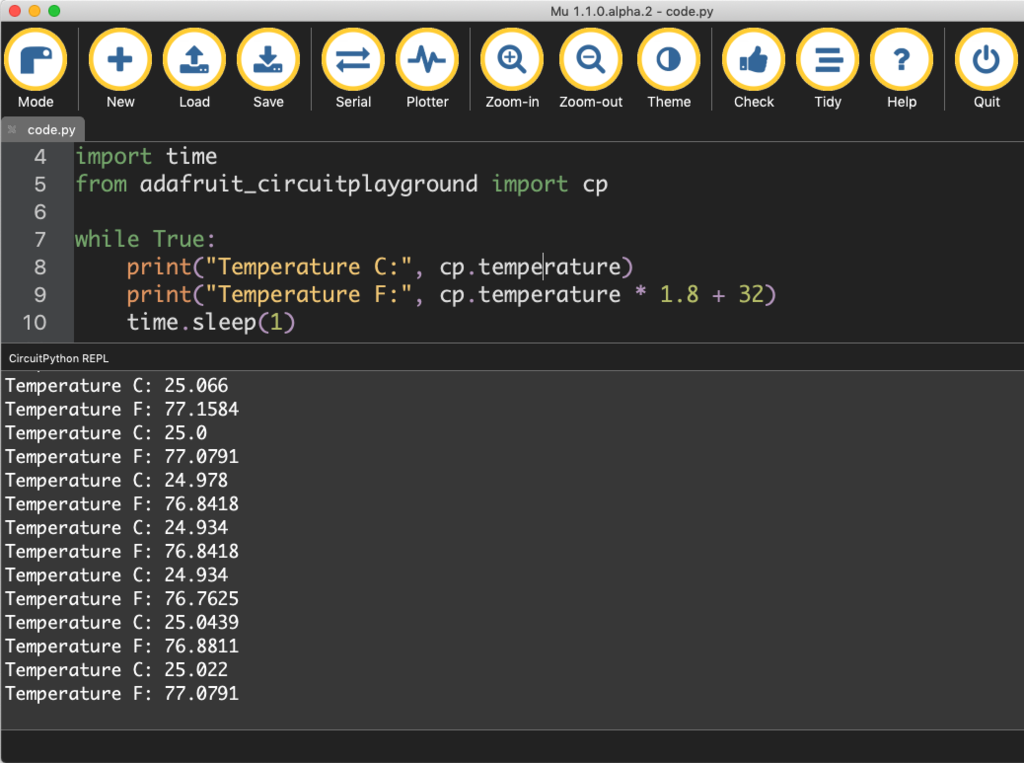 Mu 1.1.0.alpha.2 - code.py
Mode New Load Save Serial Plotter Zoom-in Zoom-out Theme Check Tidy Help Quit
code.py
4 import time
5 from adafruit_circuitplayground import cp
6
7 while True:
8     print("Temperature C:", cp.temperature)
9     print("Temperature F:", cp.temperature * 1.8 + 32)
10     time.sleep(1)
CircuitPython REPL
Temperature C: 25.066
Temperature F: 77.1584
Temperature C: 25.0
Temperature F: 77.0791
Temperature C: 24.978
Temperature F: 76.8418
Temperature C: 24.934
Temperature F: 76.8418
Temperature C: 24.934
Temperature F: 76.7625
Temperature C: 25.0439
Temperature F: 76.8811
Temperature C: 25.022
Temperature F: 77.0791